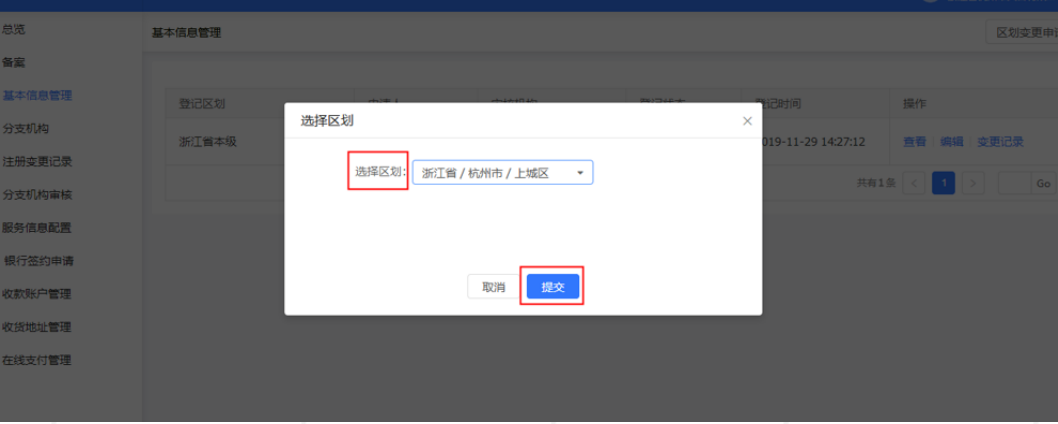 总览
基本信息管理
区划变更申请
备案
基本信息管理
登记区划
登记时间
操作
选择区划
分支机构
浙江省本级
2019-11-29 14:27:12
查看 编辑 变更记录
注册变更记录
选择区划: 浙江省 / 杭州市 / 上城区
共有1条 < 1 > Go
分支机构审核
服务信息配置
银行签约申请
取消 提交
收款账户管理
收货地址管理
在线支付管理